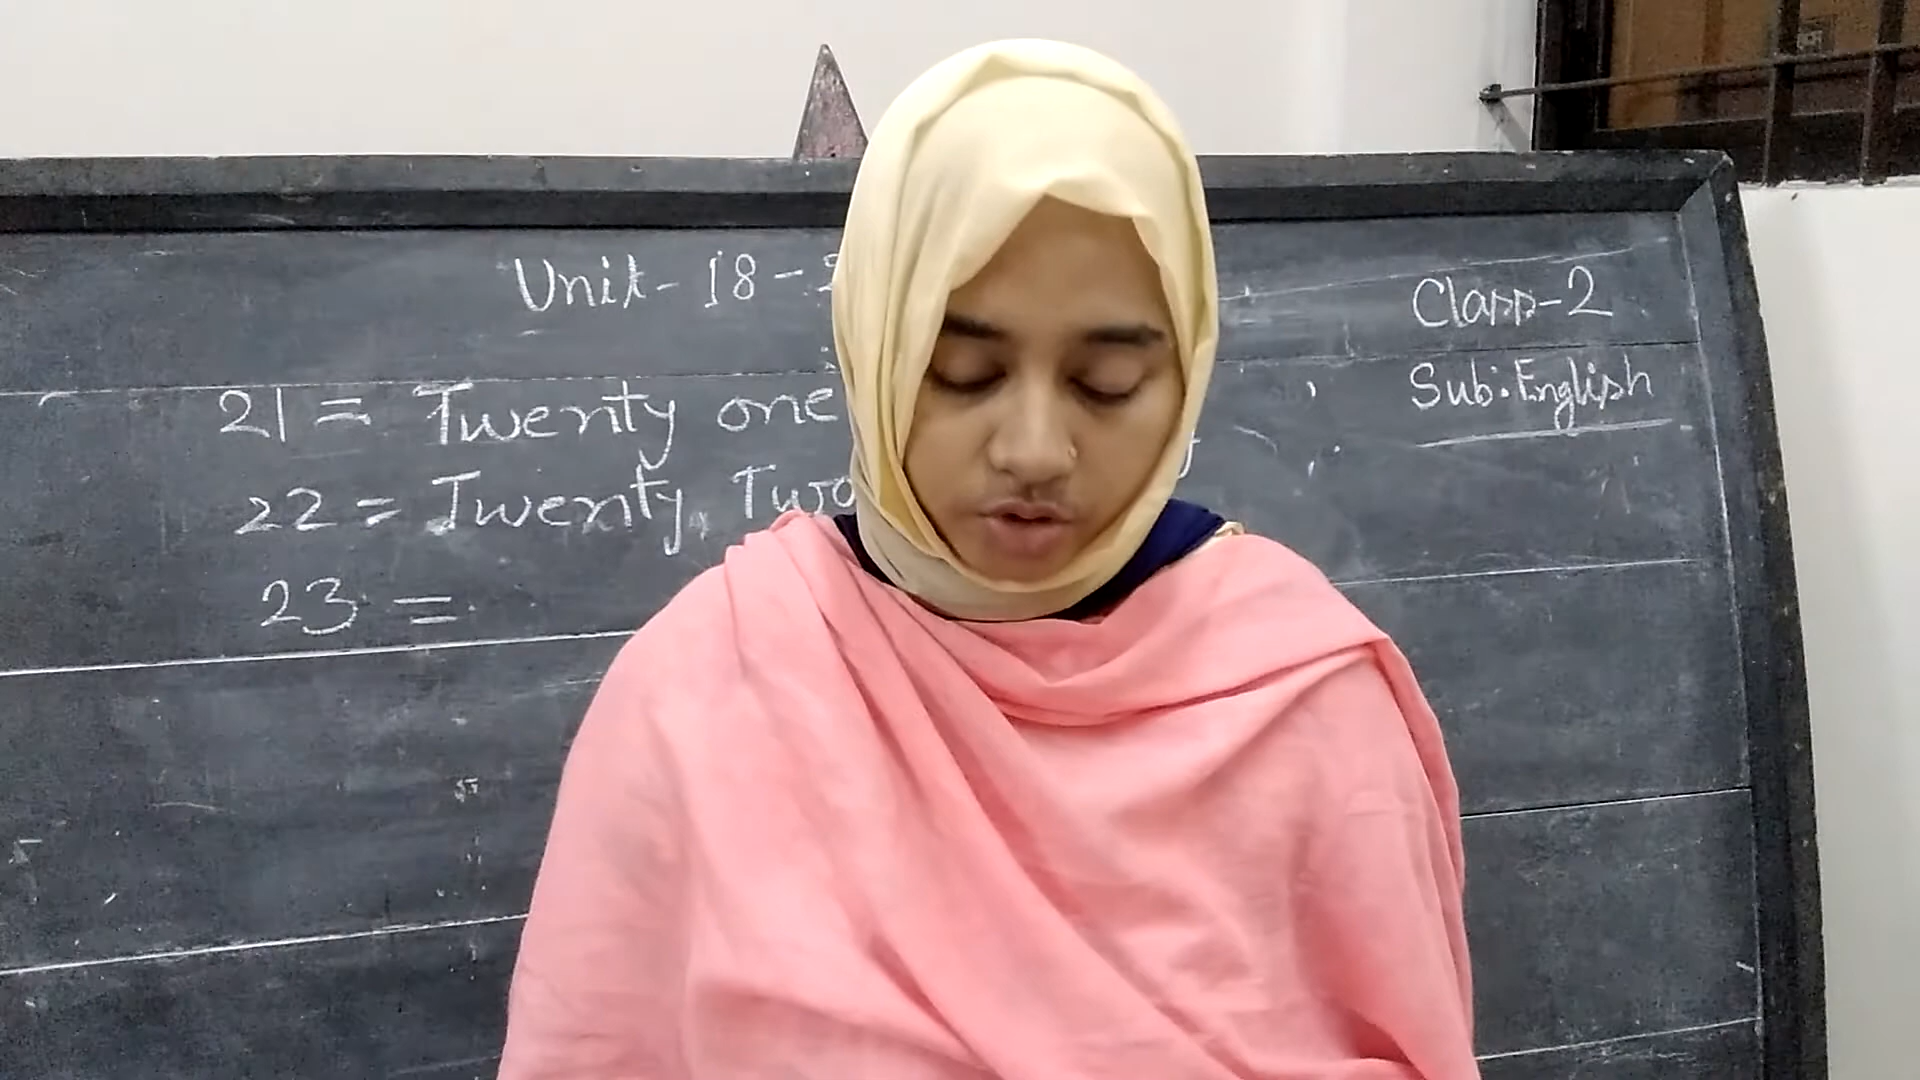 Unit - 18 -
Class-2
Sub: English
21 = Twenty one
22 = Twenty Two
23 =